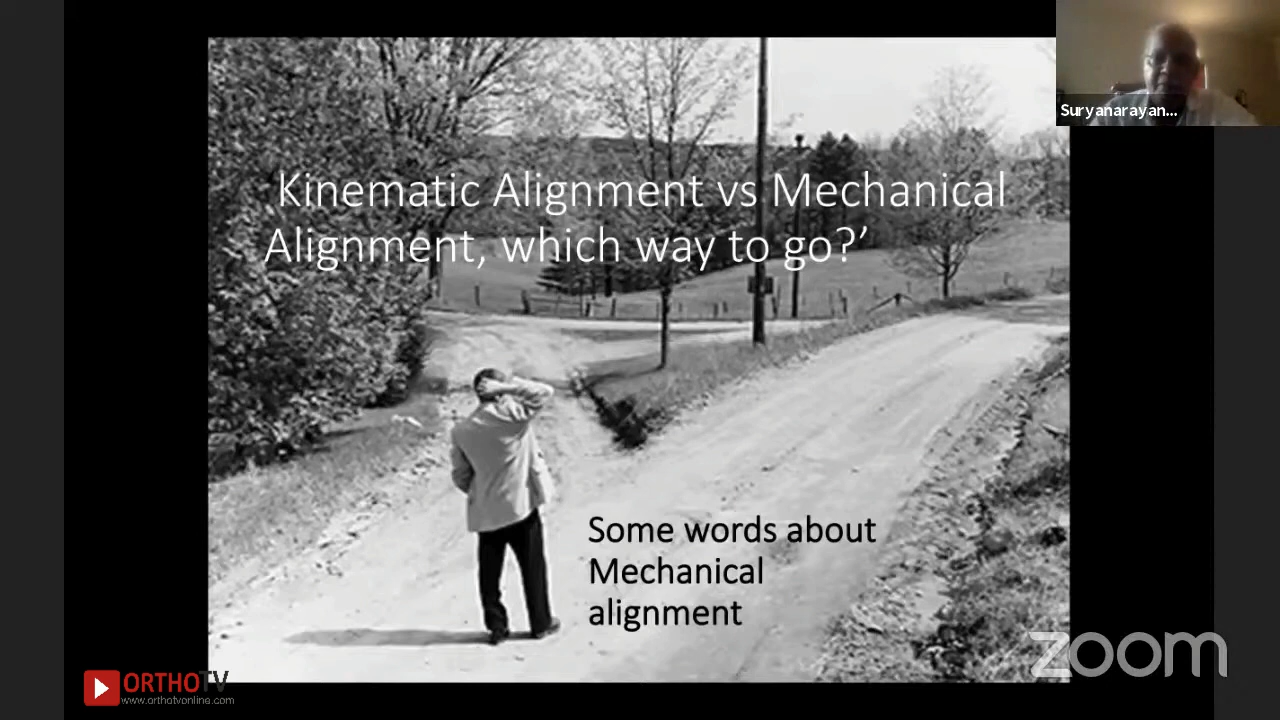 Suryanarayan...
Kinematic Alignment vs Mechanical
Alignment, which way to go?’
Some words about
Mechanical
alignment
zoom
ORTHOTV
www.orthotvonline.com